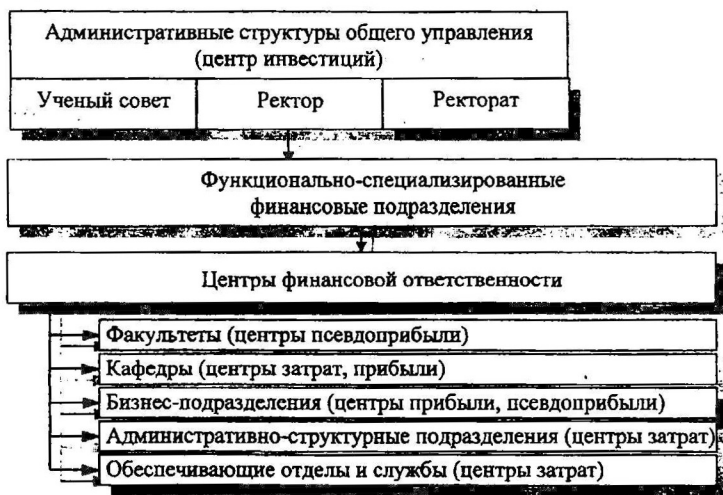 Административные структуры общего управления
(центр инвестиций)
Ученый совет Ректор Ректорат
Функционально-специализированные
финансовые подразделения
Центры финансовой ответственности
Факультеты (центры псевдоприбыли)
Кафедры (центры затрат, прибыли)
Бизнес-подразделения (центры прибыли, псевдоприбыли)
Административно-структурные подразделения (центры затрат)
Обеспечивающие отделы и службы (центры затрат)